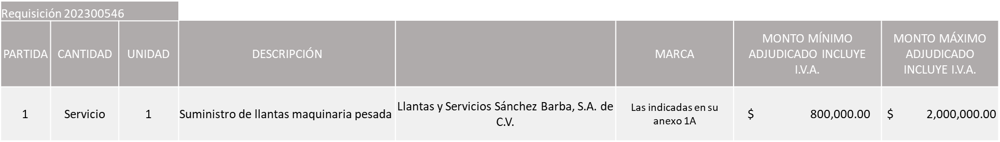 Requisición 202300546
PARTIDA CANTIDAD UNIDAD DESCRIPCIÓN MARCA MONTO MÍNIMO ADJUDICADO INCLUYE I.V.A. MONTO MÁXIMO ADJUDICADO INCLUYE I.V.A.
1 Servicio 1 Suministro de llantas maquinaria pesada Llantas y Servicios Sánchez Barba, S.A. de C.V. Las indicadas en su anexo 1A $ 800,000.00 $ 2,000,000.00